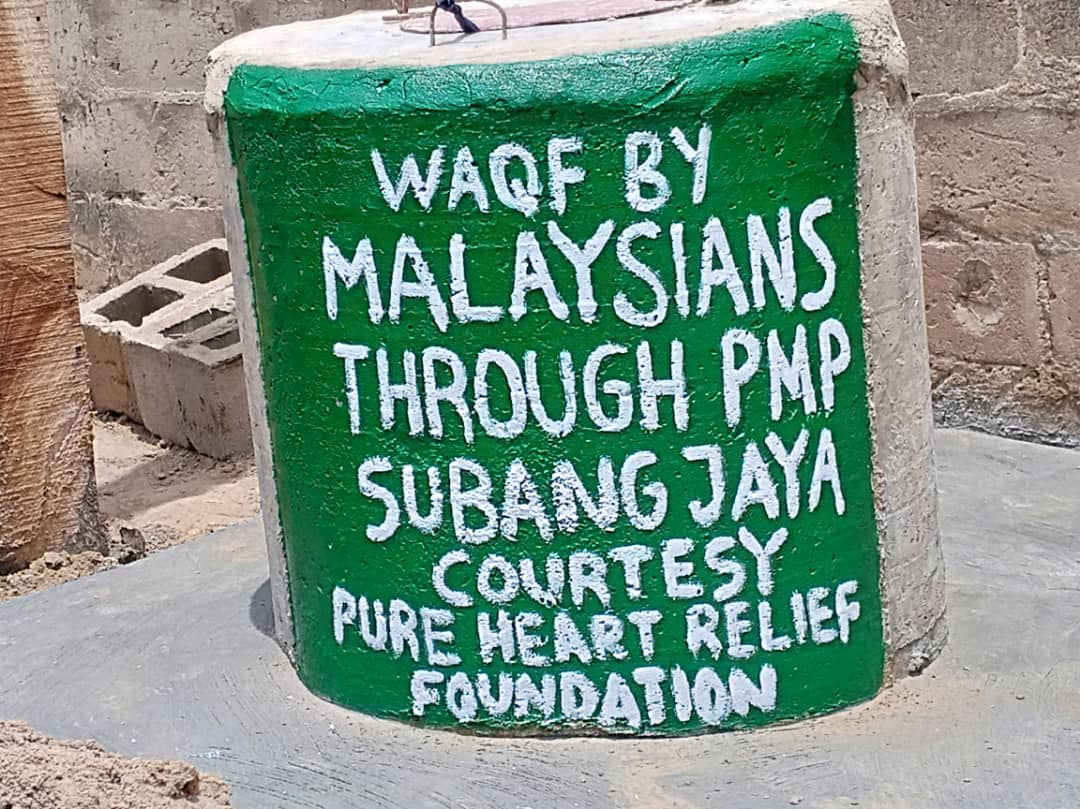 WAQF BY
MALAYSIANS
THROUGH PMP
SUBANG JAYA
COURTESY
PURE HEART RELIEF
FOUNDATION